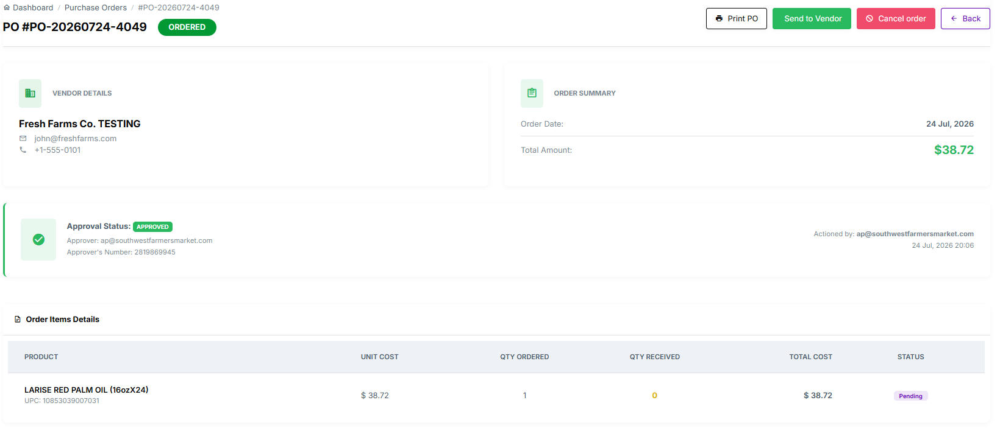 Dashboard / Purchase Orders / #PO-20260724-4049
PO #PO-20260724-4049 ORDERED
Print PO Send to Vendor Cancel order Back
VENDOR DETAILS
Fresh Farms Co. TESTING
john@freshfarms.com
+1-555-0101
ORDER SUMMARY
Order Date: 24 Jul, 2026
Total Amount: $38.72
Approval Status: APPROVED
Approver: ap@southwestfarmersmarket.com
Approver's Number: 2819869945
Actioned by: ap@southwestfarmersmarket.com
24 Jul, 2026 20:06
Order Items Details
PRODUCT UNIT COST QTY ORDERED QTY RECEIVED TOTAL COST STATUS
LARISE RED PALM OIL (16ozX24) $ 38.72 1 0 $ 38.72 Pending
UPC: 10853039007031